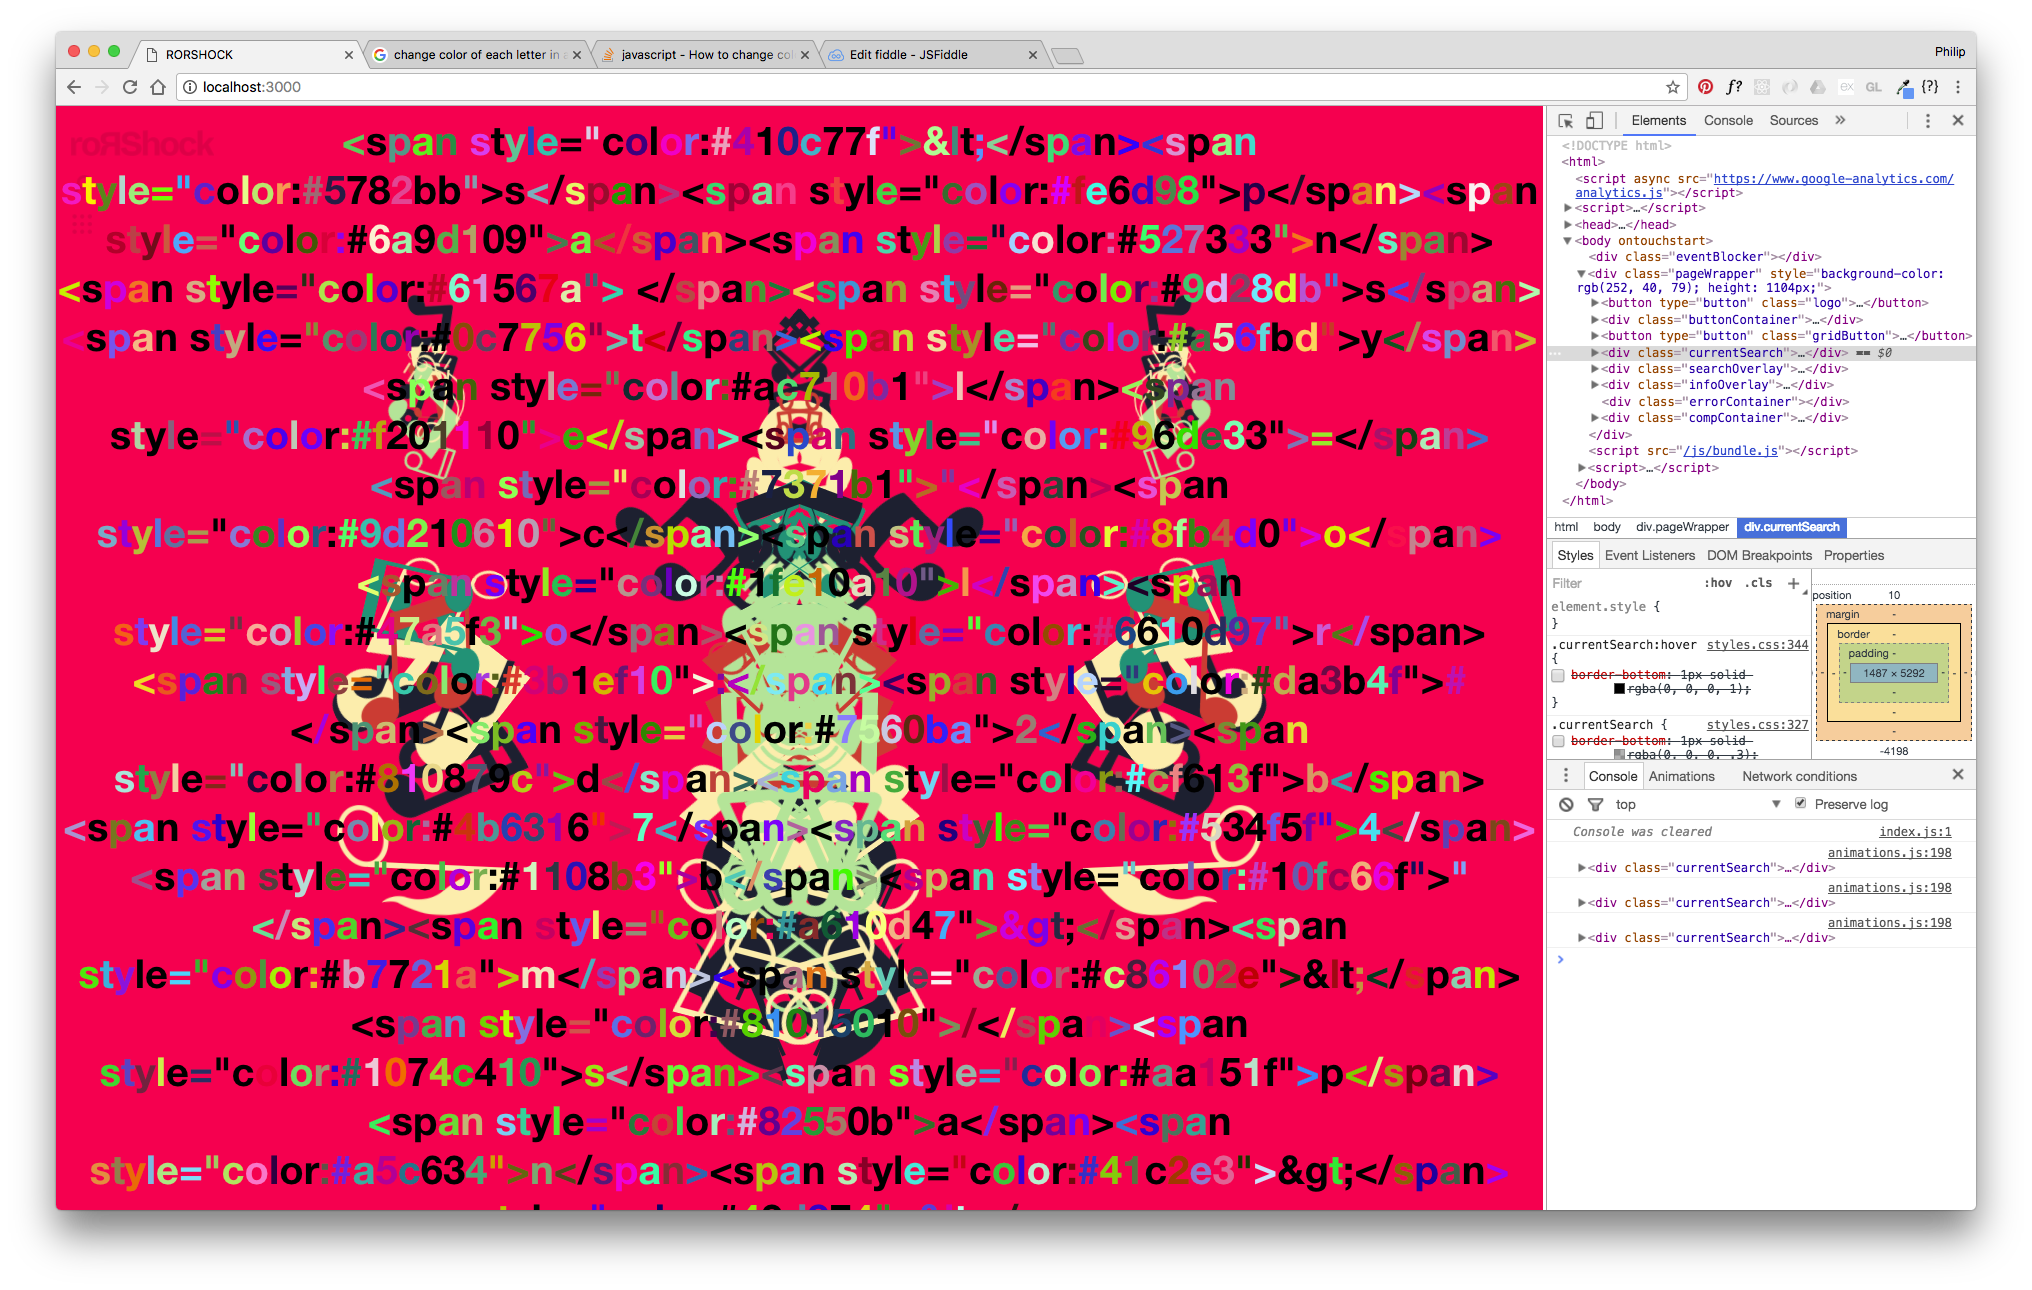 RORSHOCK
change color of each letter in a
javascript - How to change col
Edit fiddle - JSFiddle
Philip
localhost:3000
f?
ex
GL
{?}
roЯShock
<span style="color:#410c77f">&lt;</span><span
style="color:#5782bb">s</span><span style="color:#fe6d98">p</span><span
style="color:#6a9d109">a</span><span style="color:#527333">n</span>
<span style="color:#61567a"> </span><span style="color:#9d28db">s</span>
<span style="color:#0c7756">t</span><span style="color:#a56fbd">y</span>
<span style="color:#ac710b1">l</span><span
style="color:#f201110">e</span><span style="color:#96de33">=</span>
<span style="color:#7371b1">"</span><span
style="color:#9d210610">c</span><span style="color:#8fb4d0">o</span>
<span style="color:#1fe10a10">l</span><span
style="color:#47a5f3">o</span><span style="color:#6610d97">r</span>
<span style="color:#3b1ef10">:</span><span style="color:#da3b4f">#
</span><span style="color:#7560ba">2</span><span
style="color:#810879c">d</span><span style="color:#cf613f">b</span>
<span style="color:#4b6316">7</span><span style="color:#534f5f">4</span>
<span style="color:#1108b3">b</span><span style="color:#10fc66f">"
</span><span style="color:#a610d47">&gt;</span><span
style="color:#b7721a">m</span><span style="color:#c86102e">&lt;</span>
<span style="color:#81015010">/</span><span
style="color:#1074c410">s</span><span style="color:#aa151f">p</span>
<span style="color:#82550b">a</span><span
style="color:#a5c634">n</span><span style="color:#41c2e3">&gt;</span>
Elements
Console
Sources
»
<!DOCTYPE html>
<html>
<script async src="https://www.google-analytics.com/
analytics.js"></script>
<script>…</script>
<head>…</head>
<body ontouchstart>
<div class="eventBlocker"></div>
<div class="pageWrapper" style="background-color:
rgb(252, 40, 79); height: 1104px;">
<button type="button" class="logo">…</button>
<div class="buttonContainer">…</div>
<button type="button" class="gridButton">…</button>
<div class="currentSearch">…</div> == $0
<div class="searchOverlay">…</div>
<div class="infoOverlay">…</div>
<div class="errorContainer"></div>
<div class="compContainer">…</div>
</div>
<script src="/js/bundle.js"></script>
<script>…</script>
</body>
</html>
html body div.pageWrapper div.currentSearch
Styles Event Listeners DOM Breakpoints Properties
Filter :hov .cls +
element.style {
}
.currentSearch:hover styles.css:344
{
border-bottom: 1px solid
rgba(0, 0, 0, 1);
}
.currentSearch { styles.css:327
border-bottom: 1px solid
rgba(0, 0, 0, .3);
position 10
margin -
border -
padding -
1487 × 5292
-4198
Console Animations Network conditions
top Preserve log
Console was cleared index.js:1
animations.js:198
<div class="currentSearch">…</div>
animations.js:198
<div class="currentSearch">…</div>
animations.js:198
<div class="currentSearch">…</div>